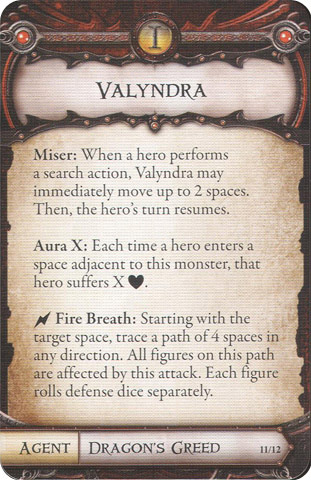 I
VALYNDRA
Miser: When a hero performs
a search action, Valyndra may
immediately move up to 2 spaces.
Then, the hero's turn resumes.
Aura X: Each time a hero enters a
space adjacent to this monster, that
hero suffers X ♥.
Fire Breath: Starting with the
target space, trace a path of 4 spaces in
any direction. All figures on this path
are affected by this attack. Each figure
rolls defense dice separately.
AGENT DRAGON'S GREED 11/12